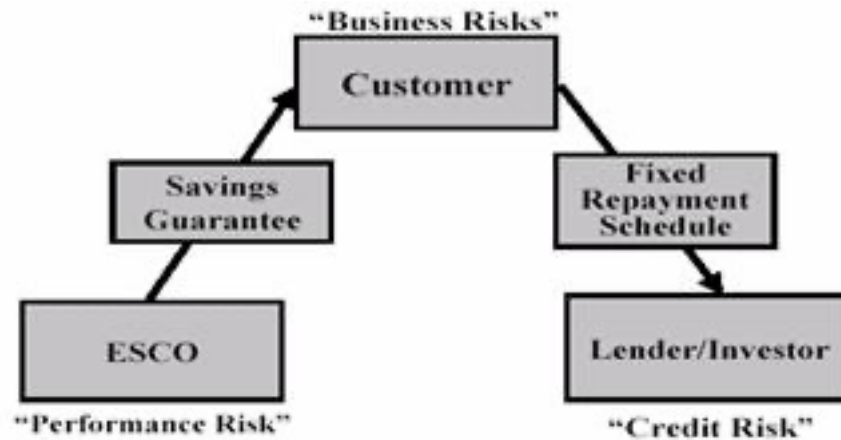 “Business Risks”
Customer
Savings
Guarantee
Fixed
Repayment
Schedule
ESCO
Lender/Investor
“Performance Risk”
“Credit Risk”